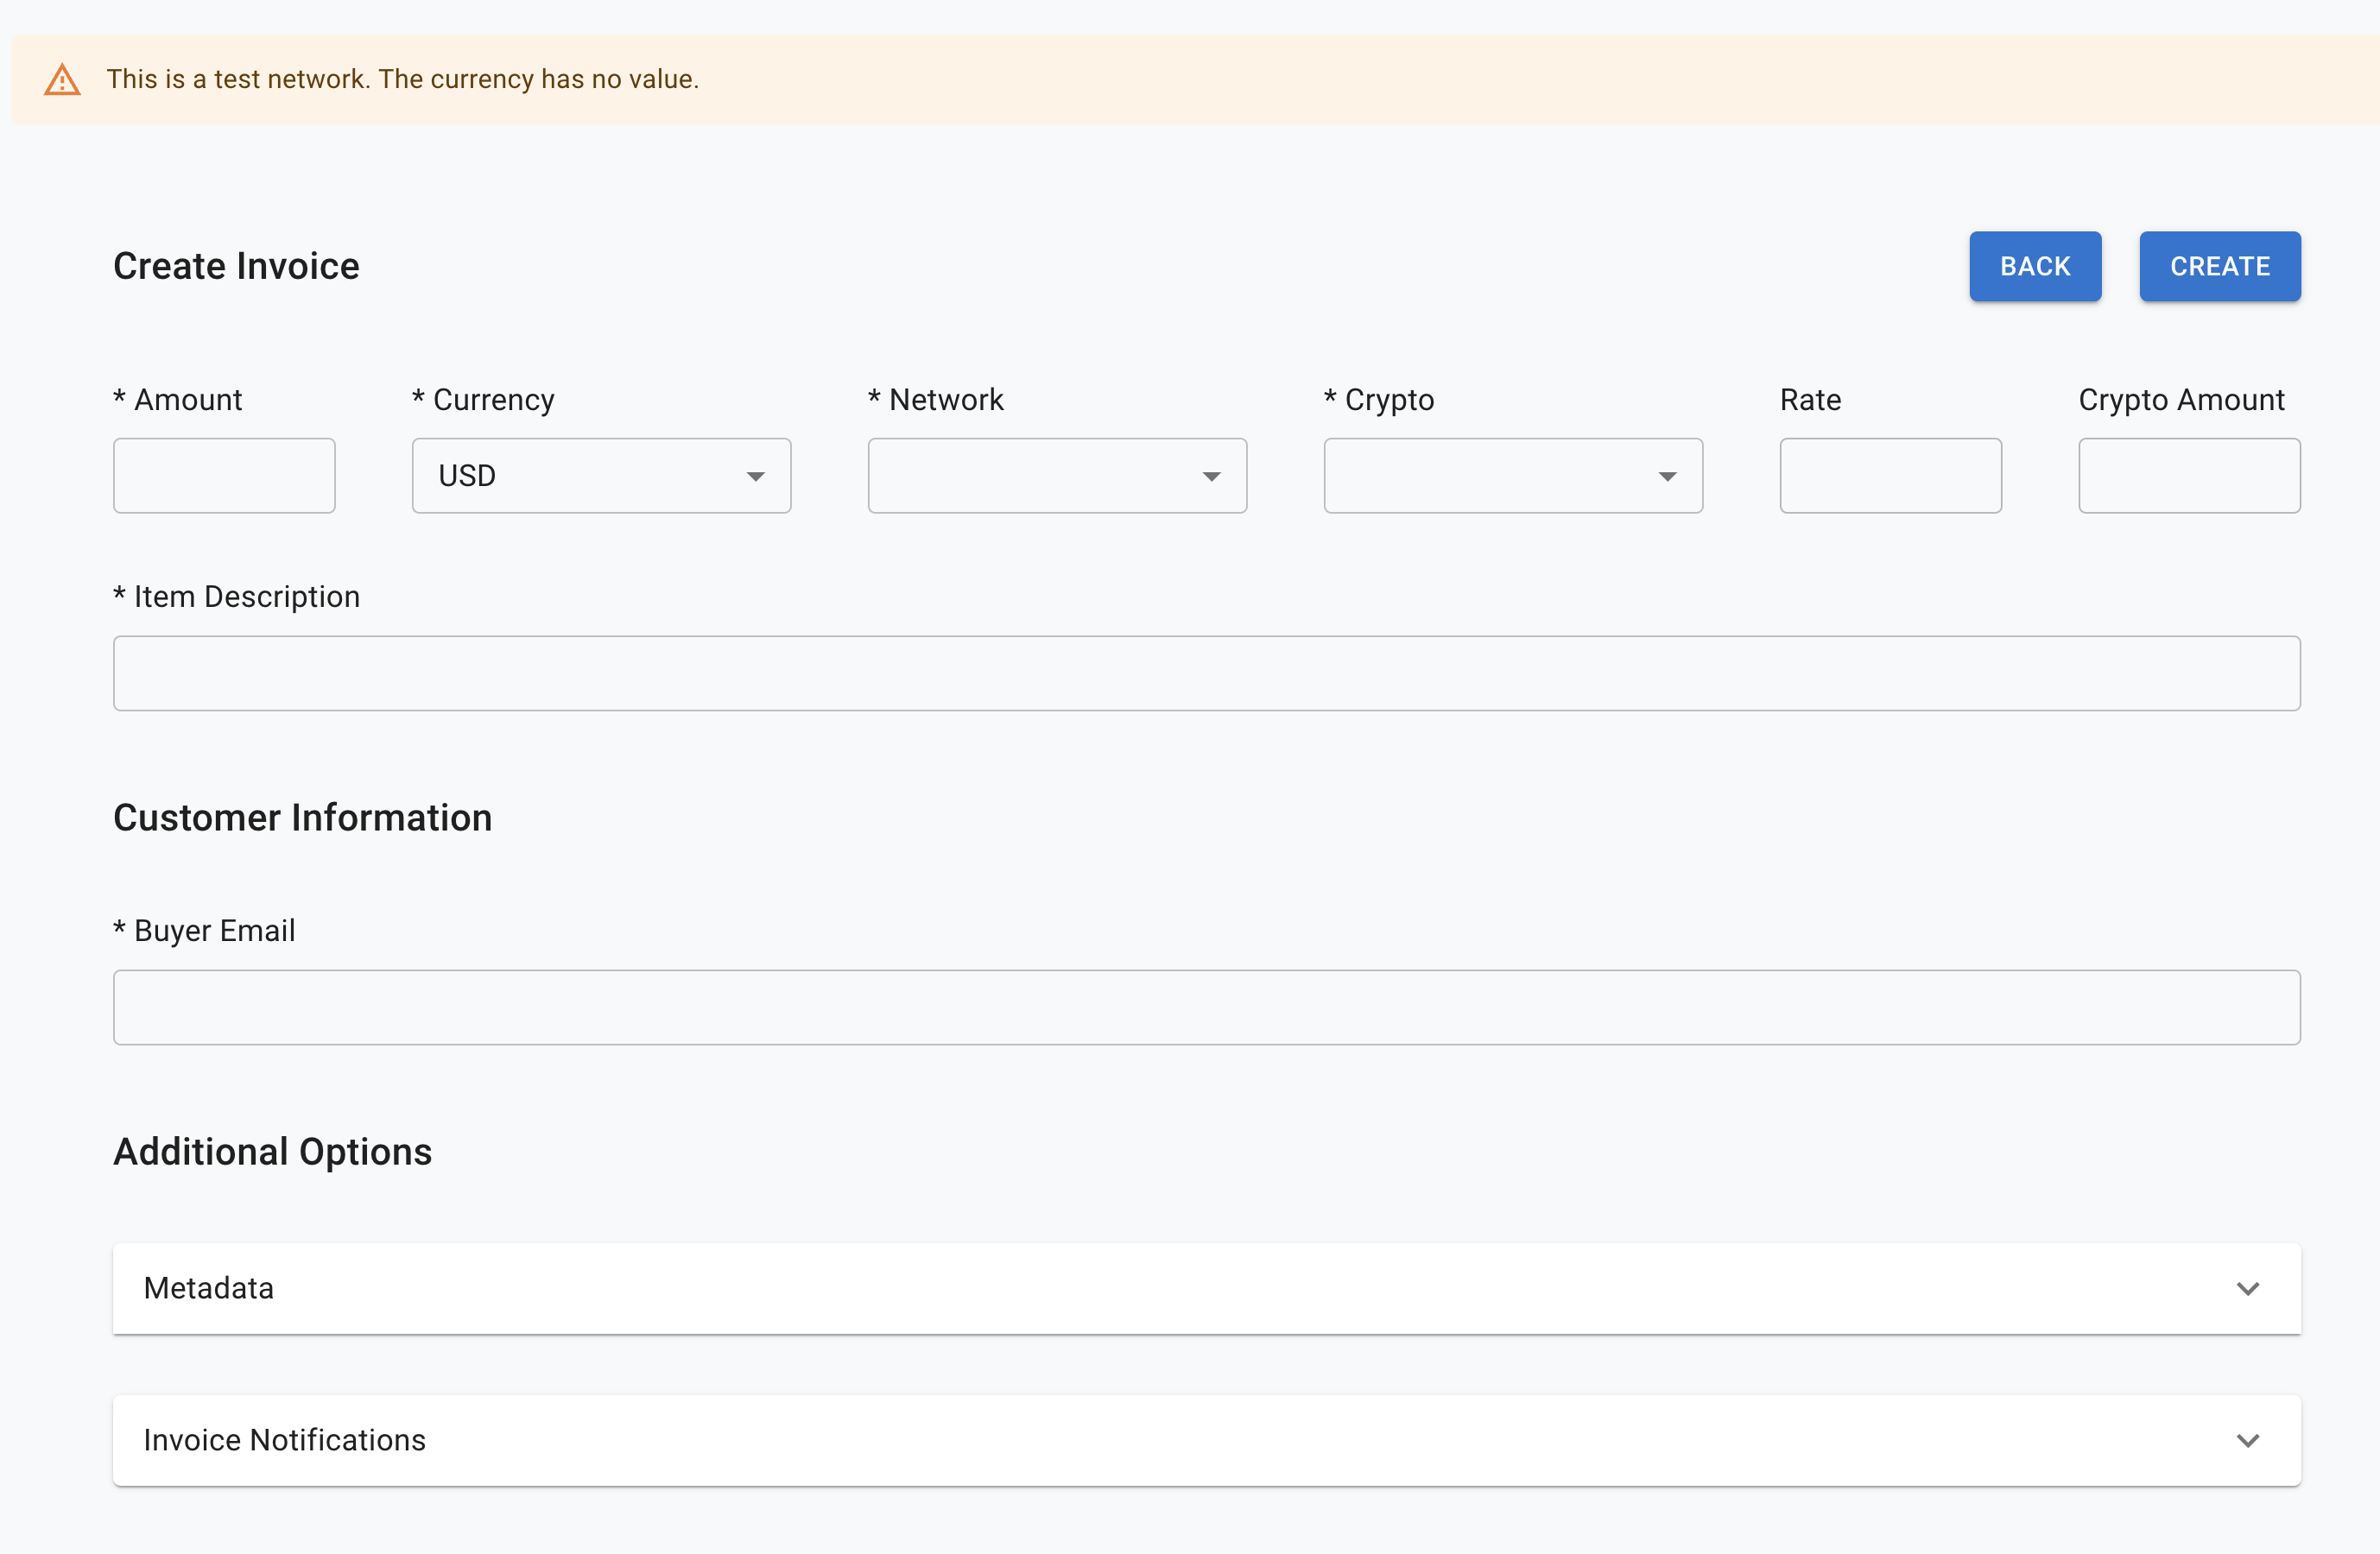 This is a test network. The currency has no value.
Create Invoice
BACK
CREATE
* Amount
* Currency
* Network
* Crypto
Rate
Crypto Amount
USD
* Item Description
Customer Information
* Buyer Email
Additional Options
Metadata
Invoice Notifications